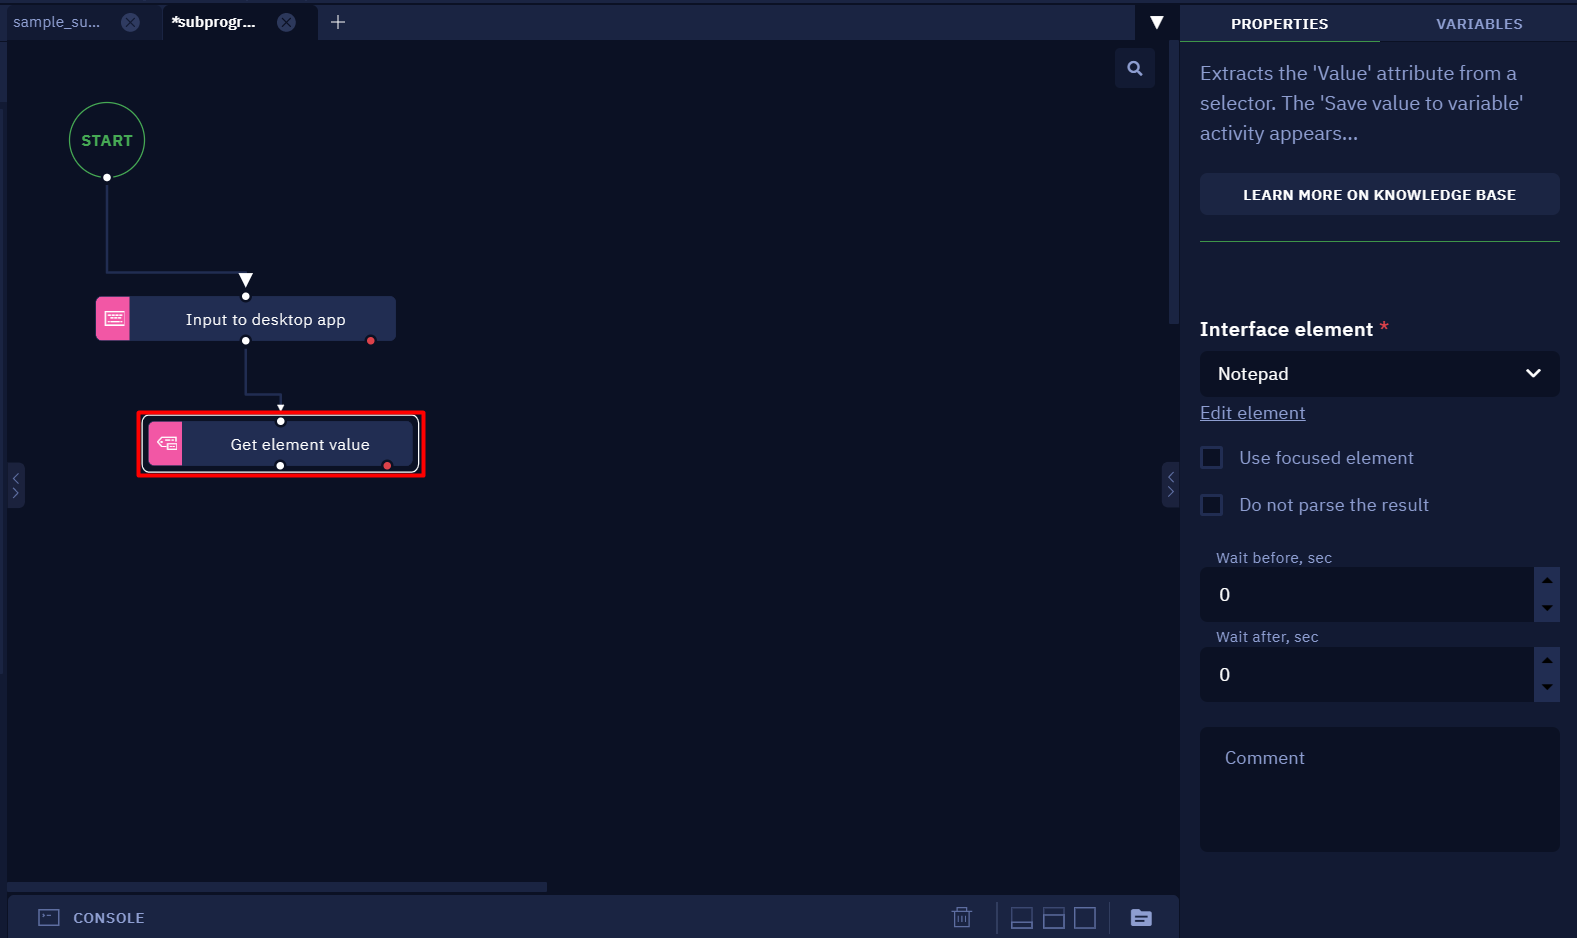 sample_su...
*subprogr...
PROPERTIES
VARIABLES
START
Input to desktop app
Get element value
Extracts the 'Value' attribute from a
selector. The 'Save value to variable'
activity appears...
LEARN MORE ON KNOWLEDGE BASE
Interface element *
Notepad
Edit element
Use focused element
Do not parse the result
Wait before, sec
0
Wait after, sec
0
Comment
CONSOLE